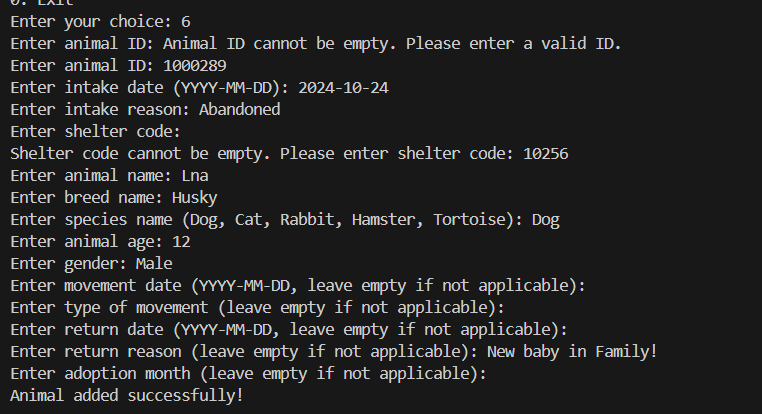 0. Exit
Enter your choice: 6
Enter animal ID: Animal ID cannot be empty. Please enter a valid ID.
Enter animal ID: 1000289
Enter intake date (YYYY-MM-DD): 2024-10-24
Enter intake reason: Abandoned
Enter shelter code:
Shelter code cannot be empty. Please enter shelter code: 10256
Enter animal name: Lna
Enter breed name: Husky
Enter species name (Dog, Cat, Rabbit, Hamster, Tortoise): Dog
Enter animal age: 12
Enter gender: Male
Enter movement date (YYYY-MM-DD, leave empty if not applicable):
Enter type of movement (leave empty if not applicable):
Enter return date (YYYY-MM-DD, leave empty if not applicable):
Enter return reason (leave empty if not applicable): New baby in Family!
Enter adoption month (leave empty if not applicable):
Animal added successfully!